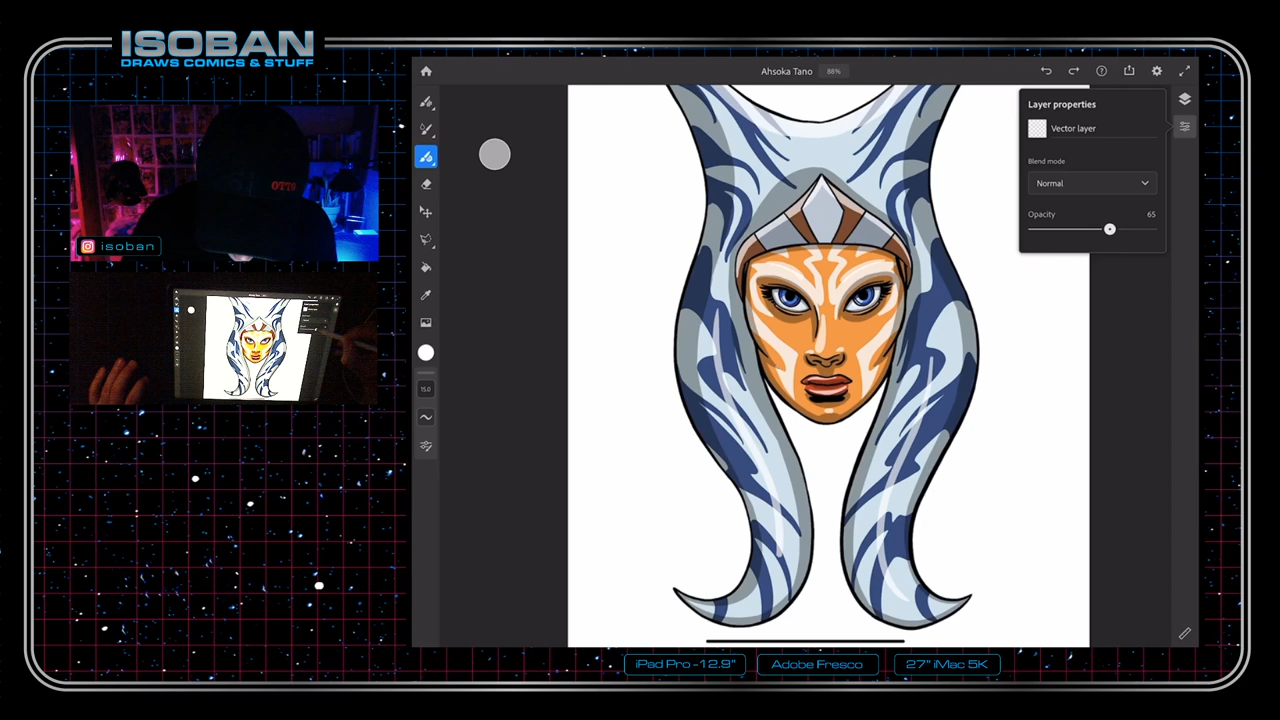 ISOBAN
DRAWS COMICS & STUFF
OTTO
isoban
Ahsoka Tano
88%
Layer properties
Vector layer
Blend mode
Normal
Opacity
65
15.0
iPad Pro -12.9"
Adobe Fresco
27" iMac 5K